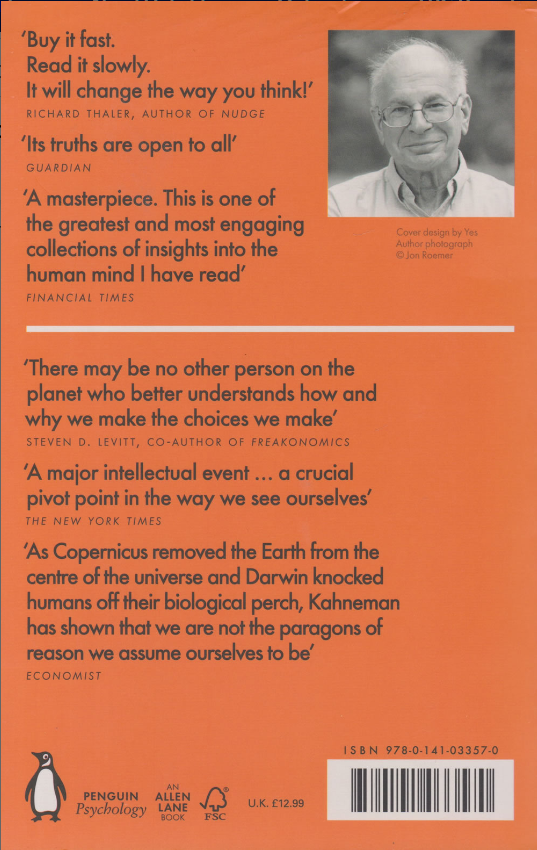 ‘Buy it fast.
Read it slowly.
It will change the way you think!’
RICHARD THALER, AUTHOR OF NUDGE
‘Its truths are open to all’
GUARDIAN
‘A masterpiece. This is one of
the greatest and most engaging
collections of insights into the
human mind I have read’
FINANCIAL TIMES
Cover design by Yes
Author photograph
© Jon Roemer
‘There may be no other person on the
planet who better understands how and
why we make the choices we make’
STEVEN D. LEVITT, CO-AUTHOR OF FREAKONOMICS
‘A major intellectual event ... a crucial
pivot point in the way we see ourselves’
THE NEW YORK TIMES
‘As Copernicus removed the Earth from the
centre of the universe and Darwin knocked
humans off their biological perch, Kahneman
has shown that we are not the paragons of
reason we assume ourselves to be’
ECONOMIST
ISBN 978-0-141-03357-0
PENGUIN
Psychology
AN
ALLEN
LANE
BOOK
®
FSC
U.K. £12.99